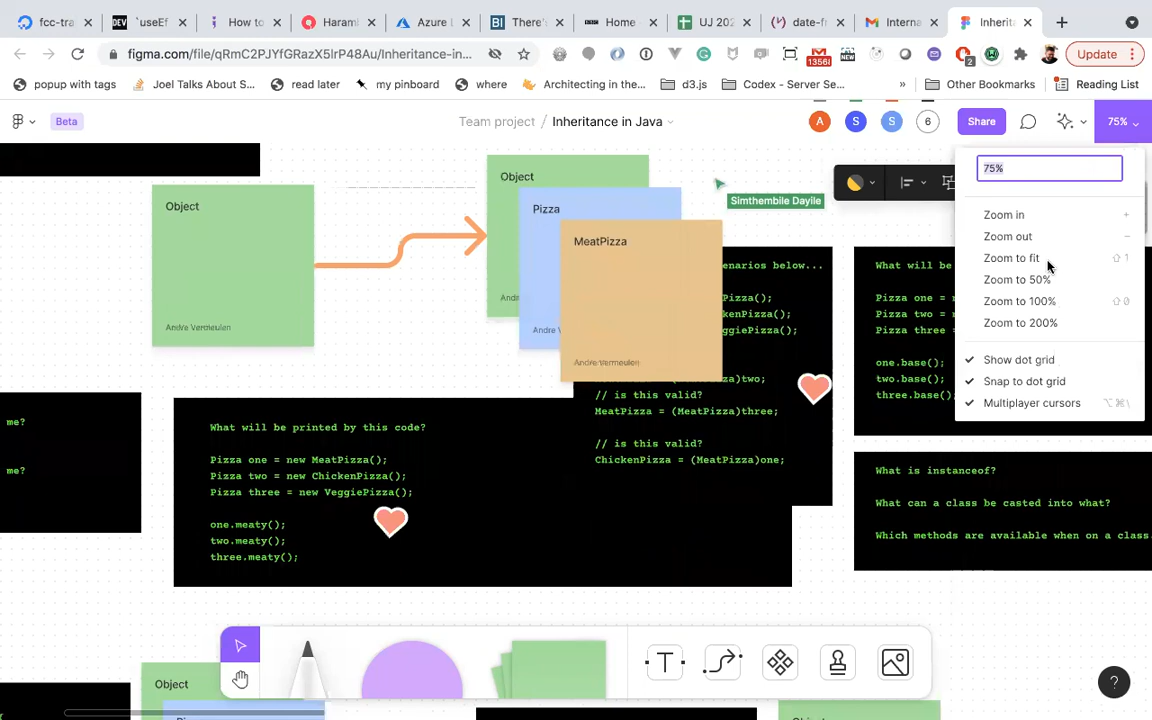 fcc-tra
`useEf
How to
Harami
Azure L
There's
Home -
UJ 202
date-fr
Interna
Inherit
figma.com/file/qRmC2PJYfGRazX5lrP48Au/Inheritance-in...
Update
popup with tags
Joel Talks About S...
read later
my pinboard
where
Architecting in the...
d3.js
Codex - Server Se...
»
Other Bookmarks
Reading List
Beta
Team project / Inheritance in Java
A
S
S
6
Share
75%
75%
Zoom in +
Zoom out −
Zoom to fit ⇧1
Zoom to 50%
Zoom to 100% ⇧0
Zoom to 200%
Show dot grid
Snap to dot grid
Multiplayer cursors ⌥⌘\
Object
Andre Vermeulen
Object
Andre
Pizza
Andre V
MeatPizza
Andre Vermeulen
Simthembile Dayile
enarios below...
Pizza();
kenPizza();
ggiePizza();
)two;
// is this valid?
MeatPizza = (MeatPizza)three;
// is this valid?
ChickenPizza = (MeatPizza)one;
What will be
Pizza one =
Pizza two =
Pizza three =
one.base();
two.base();
three.base();
me?
me?
What will be printed by this code?
Pizza one = new MeatPizza();
Pizza two = new ChickenPizza();
Pizza three = new VeggiePizza();
one.meaty();
two.meaty();
three.meaty();
What is instanceof?
What can a class be casted into what?
Which methods are available when on a class
T
?
Object
Object